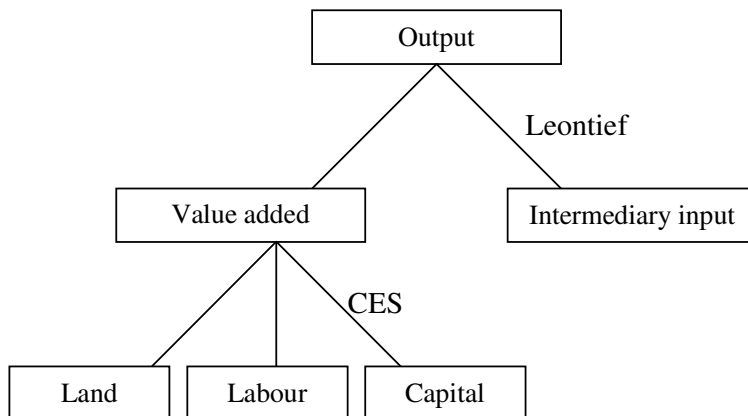 Output
Leontief
Value added
Intermediary input
CES
Land
Labour
Capital